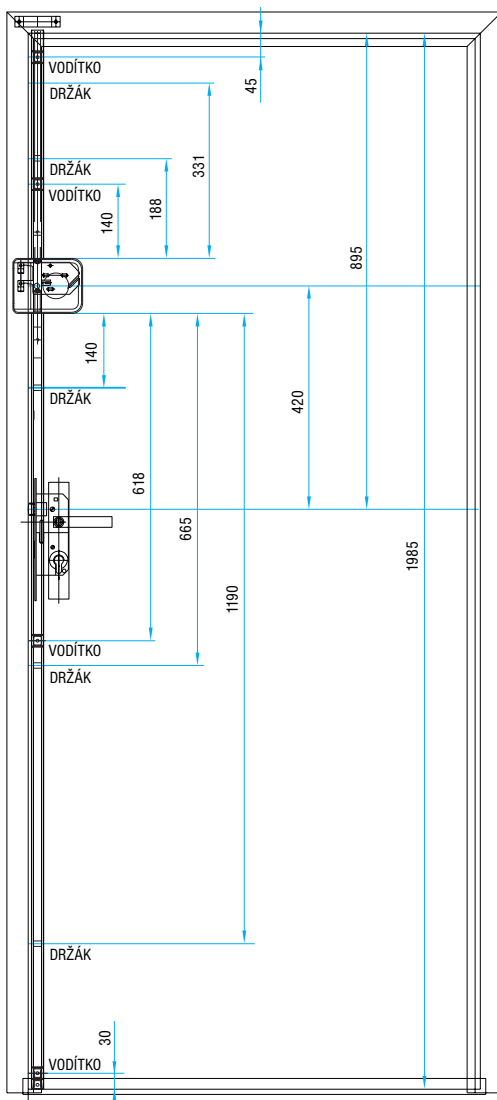 VODÍTKO
45
DRŽÁK
331
DRŽÁK
188
VODÍTKO
140
895
140
420
DRŽÁK
618
665
1985
1190
VODÍTKO
DRŽÁK
DRŽÁK
30
VODÍTKO